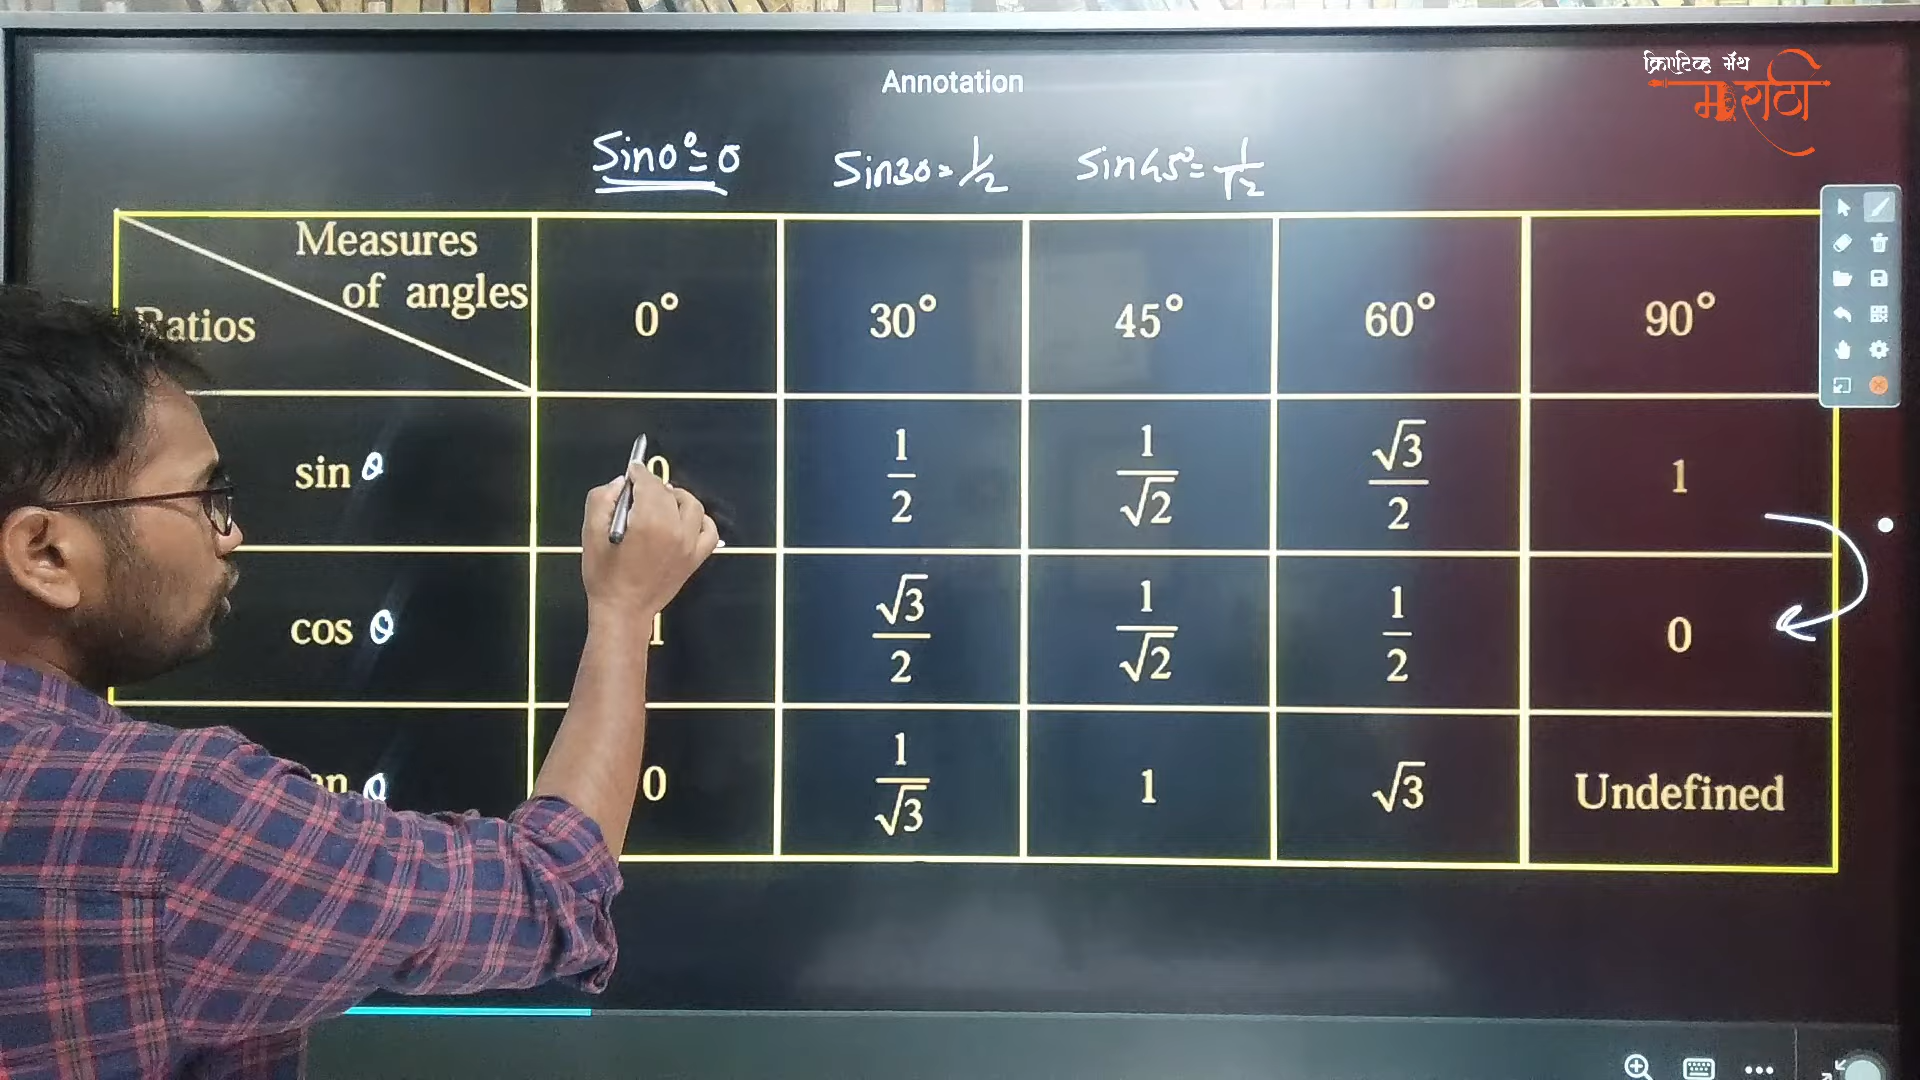 क्रिएटिव्ह मॅथ
मराठी
Annotation
Sin0°=0 Sin30=1/2 Sin45°=1/√2
Measures
of angles
Ratios
0° 30° 45° 60° 90°
sin θ 0 1/2 1/√2 √3/2 1
cos θ 1 √3/2 1/√2 1/2 0
θ 0 1/√3 1 √3 Undefined